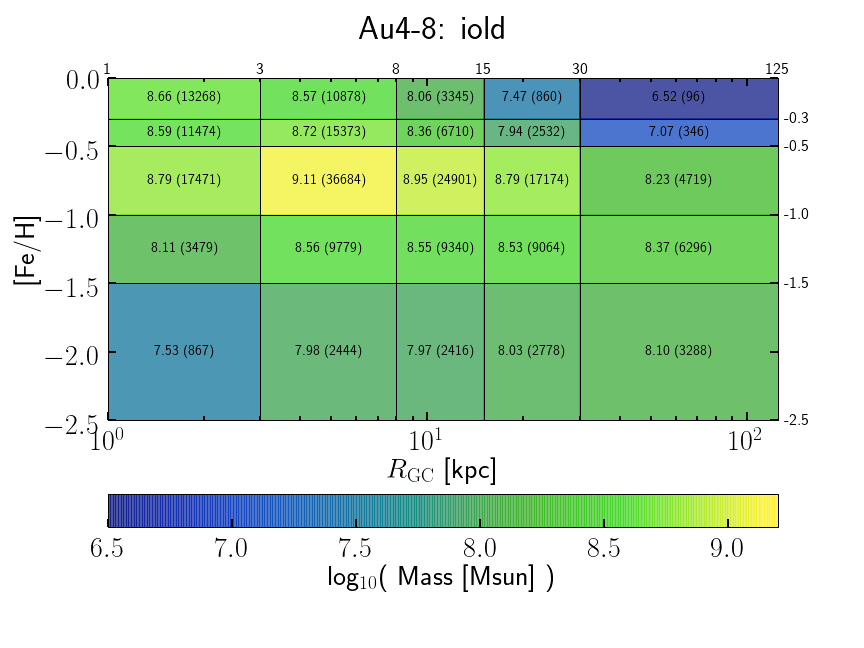 Au4-8: iold
1 3 8 15 30 125
0.0
8.66 (13268) 8.57 (10878) 8.06 (3345) 7.47 (860) 6.52 (96)
-0.3
8.59 (11474) 8.72 (15373) 8.36 (6710) 7.94 (2532) 7.07 (346)
−0.5 -0.5
8.79 (17471) 9.11 (36684) 8.95 (24901) 8.79 (17174) 8.23 (4719)
−1.0 -1.0
[Fe/H]
8.11 (3479) 8.56 (9779) 8.55 (9340) 8.53 (9064) 8.37 (6296)
−1.5 -1.5
7.53 (867) 7.98 (2444) 7.97 (2416) 8.03 (2778) 8.10 (3288)
−2.0
−2.5 -2.5
10⁰ 10¹ 10²
R_GC [kpc]
6.5 7.0 7.5 8.0 8.5 9.0
log₁₀( Mass [Msun] )